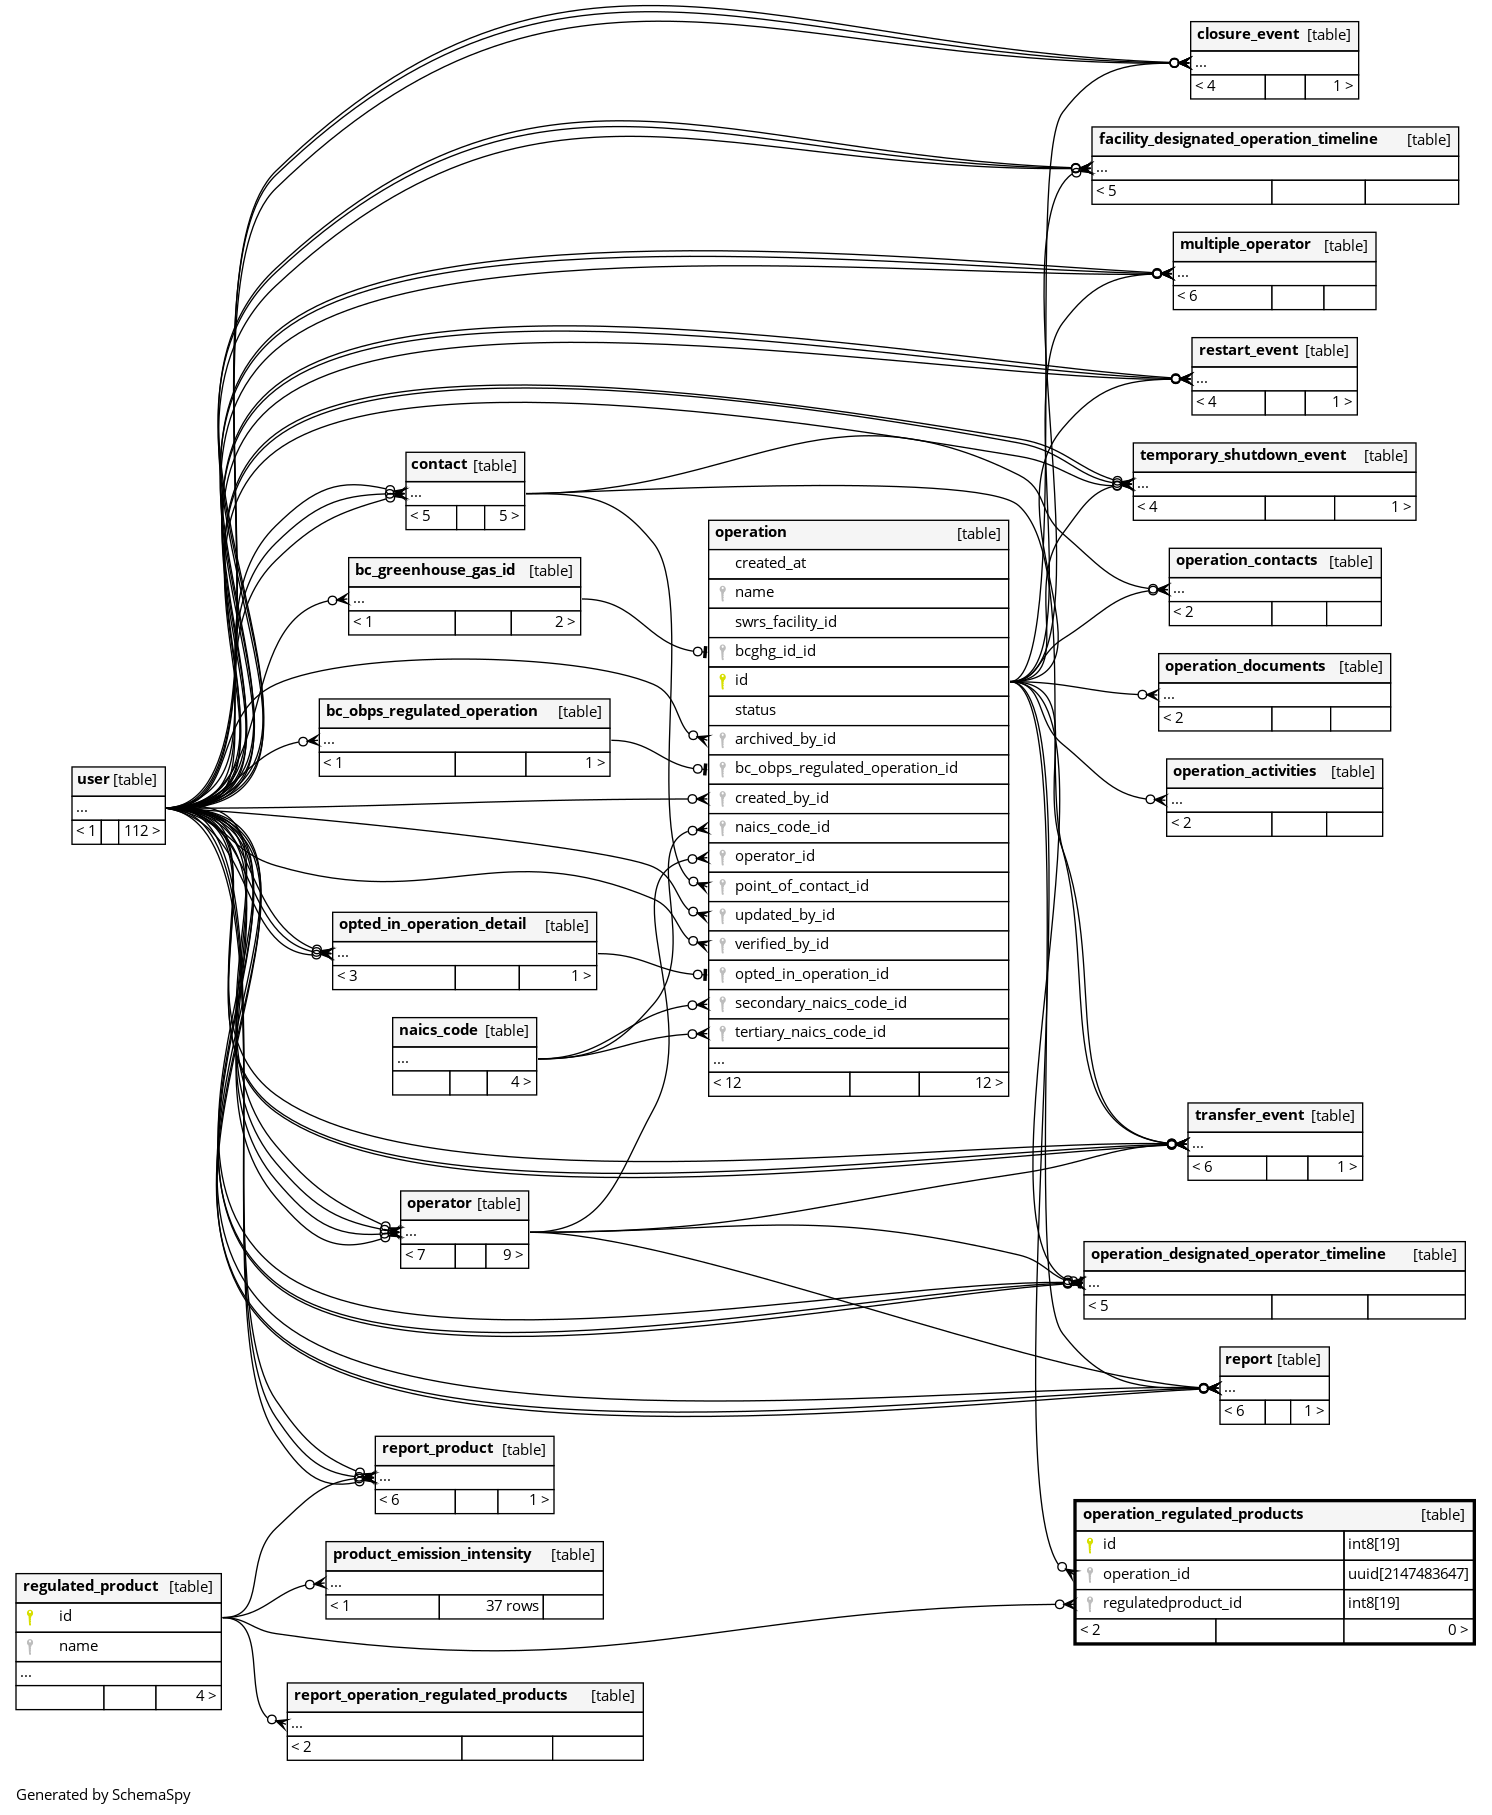 closure_event [table]
...
< 4 1 >
facility_designated_operation_timeline [table]
...
< 5
multiple_operator [table]
...
< 6
restart_event [table]
...
< 4 1 >
temporary_shutdown_event [table]
...
< 4 1 >
contact [table]
...
< 5 5 >
operation [table]
created_at
name
swrs_facility_id
bcghg_id_id
id
status
archived_by_id
bc_obps_regulated_operation_id
created_by_id
naics_code_id
operator_id
point_of_contact_id
updated_by_id
verified_by_id
opted_in_operation_id
secondary_naics_code_id
tertiary_naics_code_id
...
< 12 12 >
operation_contacts [table]
...
< 2
bc_greenhouse_gas_id [table]
...
< 1 2 >
operation_documents [table]
...
< 2
bc_obps_regulated_operation [table]
...
< 1 1 >
operation_activities [table]
...
< 2
user [table]
...
< 1 112 >
opted_in_operation_detail [table]
...
< 3 1 >
naics_code [table]
...
4 >
transfer_event [table]
...
< 6 1 >
operator [table]
...
< 7 9 >
operation_designated_operator_timeline [table]
...
< 5
report [table]
...
< 6 1 >
report_product [table]
...
< 6 1 >
operation_regulated_products [table]
id int8[19]
operation_id uuid[2147483647]
regulatedproduct_id int8[19]
< 2 0 >
product_emission_intensity [table]
...
< 1 37 rows
regulated_product [table]
id
name
...
4 >
report_operation_regulated_products [table]
...
< 2
Generated by SchemaSpy